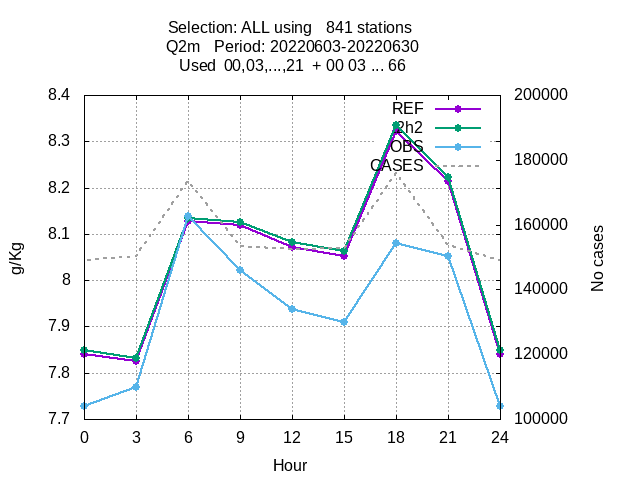 Selection: ALL using   841 stations
Q2m   Period: 20220603-20220630
Used  00,03,...,21  + 00 03 ... 66
8.4
8.3
8.2
8.1
8
7.9
7.8
7.7
g/Kg
REF
2h2
OBS
CASES
200000
180000
160000
140000
120000
100000
No cases
0 3 6 9 12 15 18 21 24
Hour